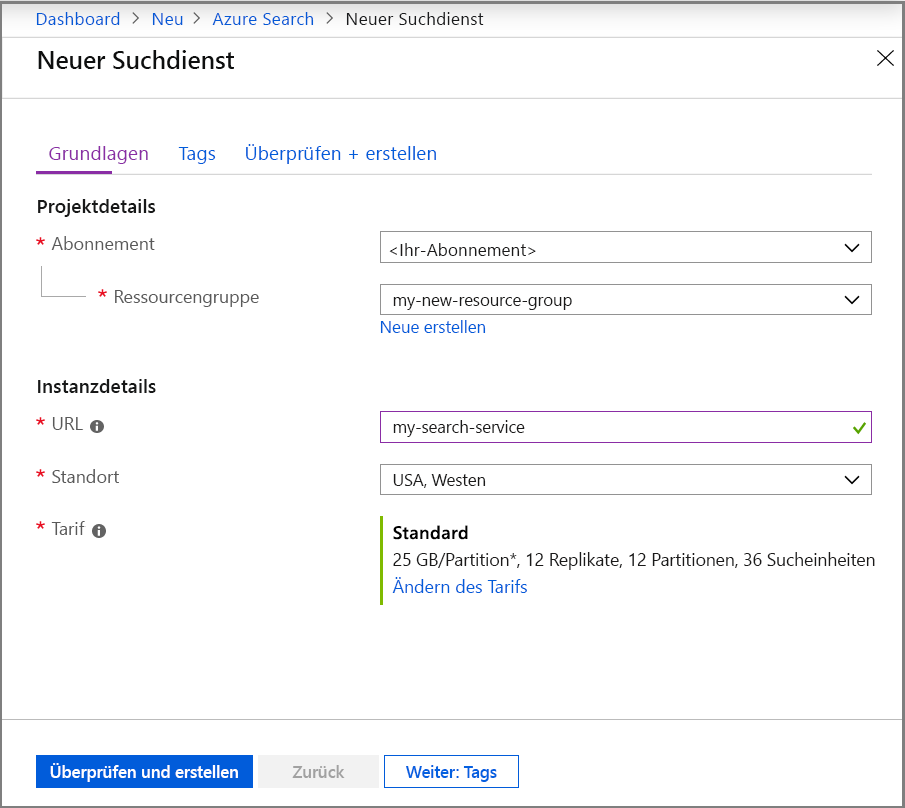 Dashboard > Neu > Azure Search > Neuer Suchdienst
Neuer Suchdienst
Grundlagen Tags Überprüfen + erstellen
Projektdetails
* Abonnement <Ihr-Abonnement>
* Ressourcengruppe my-new-resource-group
Neue erstellen
Instanzdetails
* URL my-search-service
* Standort USA, Westen
* Tarif Standard
25 GB/Partition*, 12 Replikate, 12 Partitionen, 36 Sucheinheiten
Ändern des Tarifs
Überprüfen und erstellen Zurück Weiter: Tags